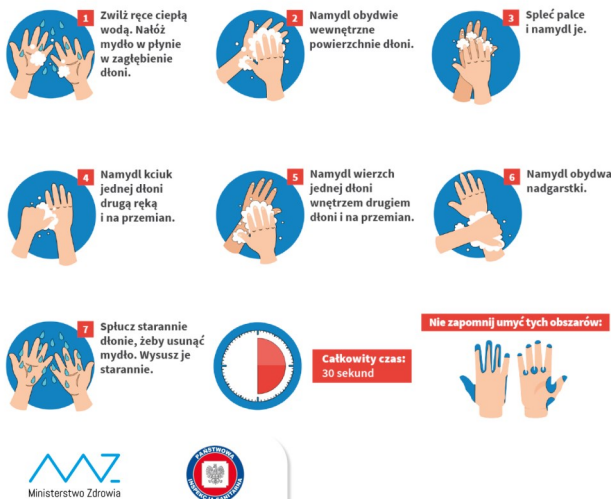 1
Zwilż ręce ciepłą
wodą. Nałóż
mydło w płynie
w zagłębienie
dłoni.
2
Namydl obydwie
wewnętrzne
powierzchnie dłoni.
3
Spleć palce
i namydl je.
4
Namydl kciuk
jednej dłoni
drugą ręką
i na przemian.
5
Namydl wierzch
jednej dłoni
wnętrzem drugiem
dłoni i na przemian.
6
Namydl obydwa
nadgarstki.
7
Spłucz starannie
dłonie, żeby usunąć
mydło. Wysusz je
starannie.
Całkowity czas:
30 sekund
Nie zapomnij umyć tych obszarów:
Ministerstwo Zdrowia
PAŃSTWOWA
INSPEKCJA SANITARNA